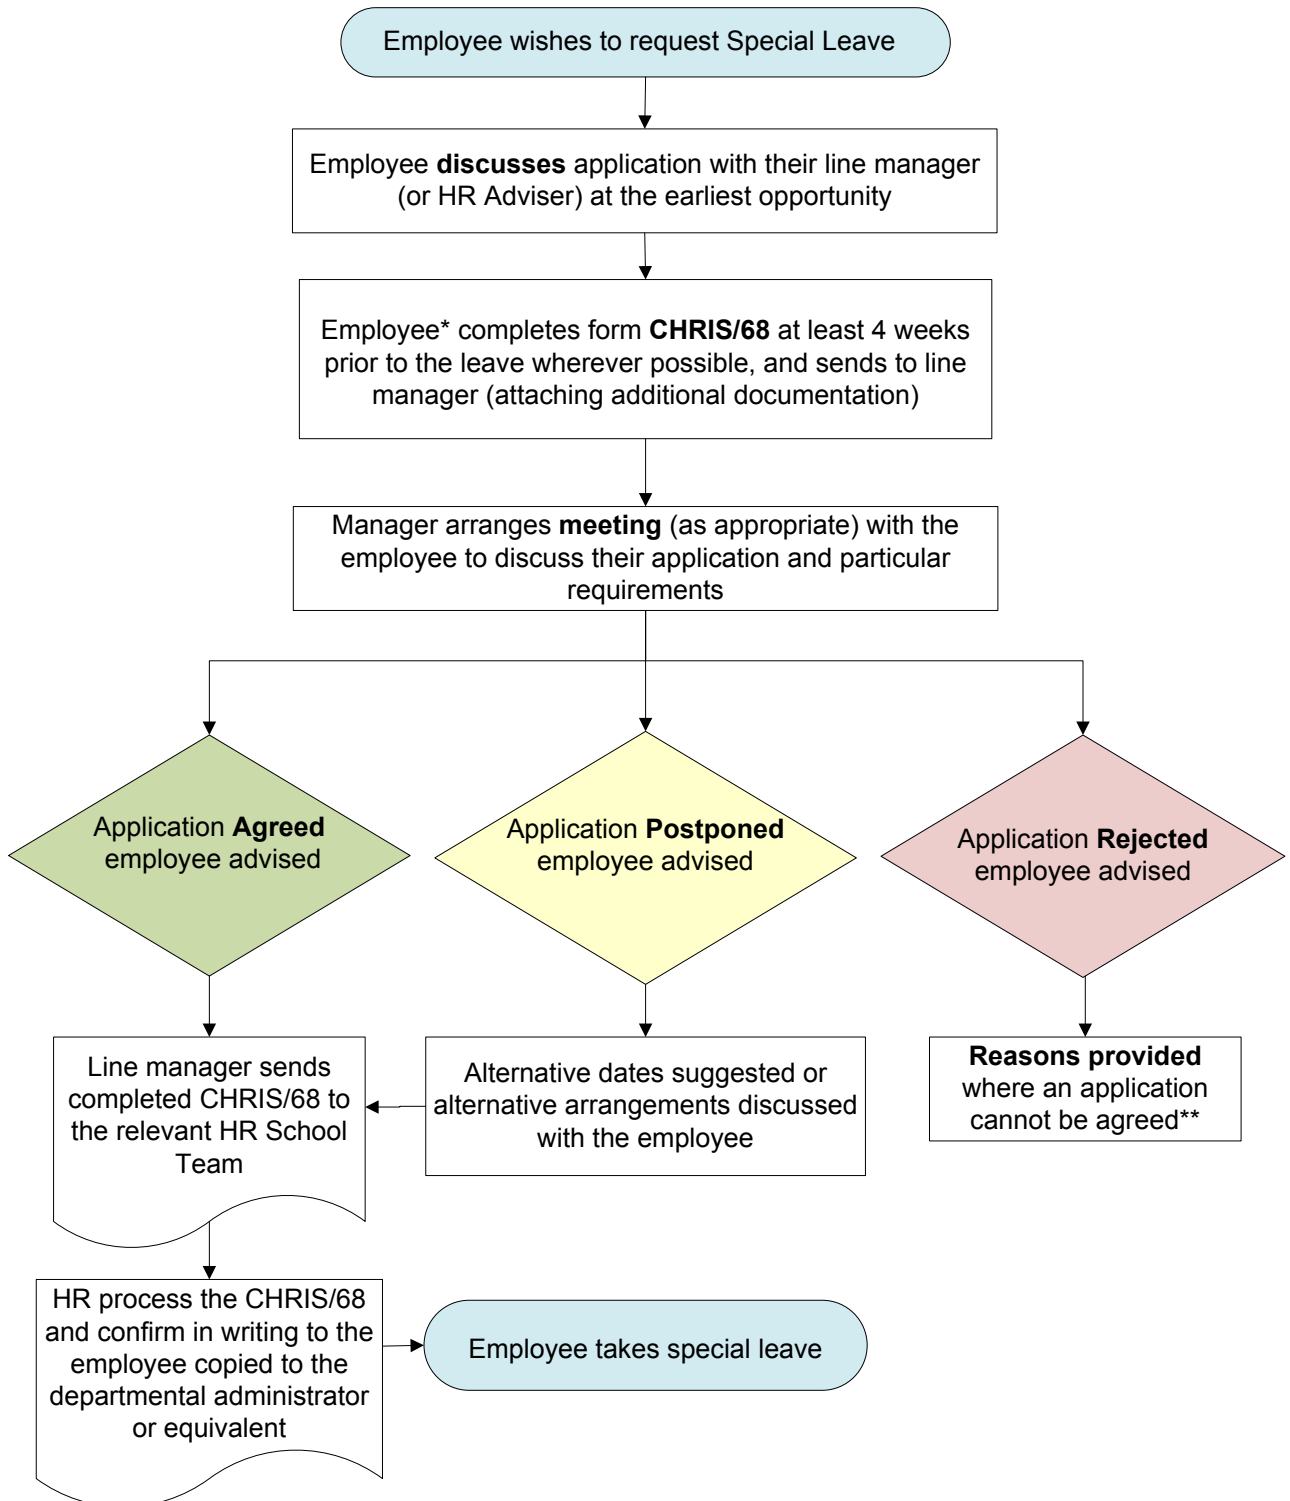 Employee wishes to request Special Leave
Employee discusses application with their line manager
(or HR Adviser) at the earliest opportunity
Employee* completes form CHRIS/68 at least 4 weeks
prior to the leave wherever possible, and sends to line
manager (attaching additional documentation)
Manager arranges meeting (as appropriate) with the
employee to discuss their application and particular
requirements
Application Agreed
employee advised
Application Postponed
employee advised
Application Rejected
employee advised
Line manager sends
completed CHRIS/68 to
the relevant HR School
Team
Alternative dates suggested or
alternative arrangements discussed
with the employee
Reasons provided
where an application
cannot be agreed**
HR process the CHRIS/68
and confirm in writing to the
employee copied to the
departmental administrator
or equivalent
Employee takes special leave